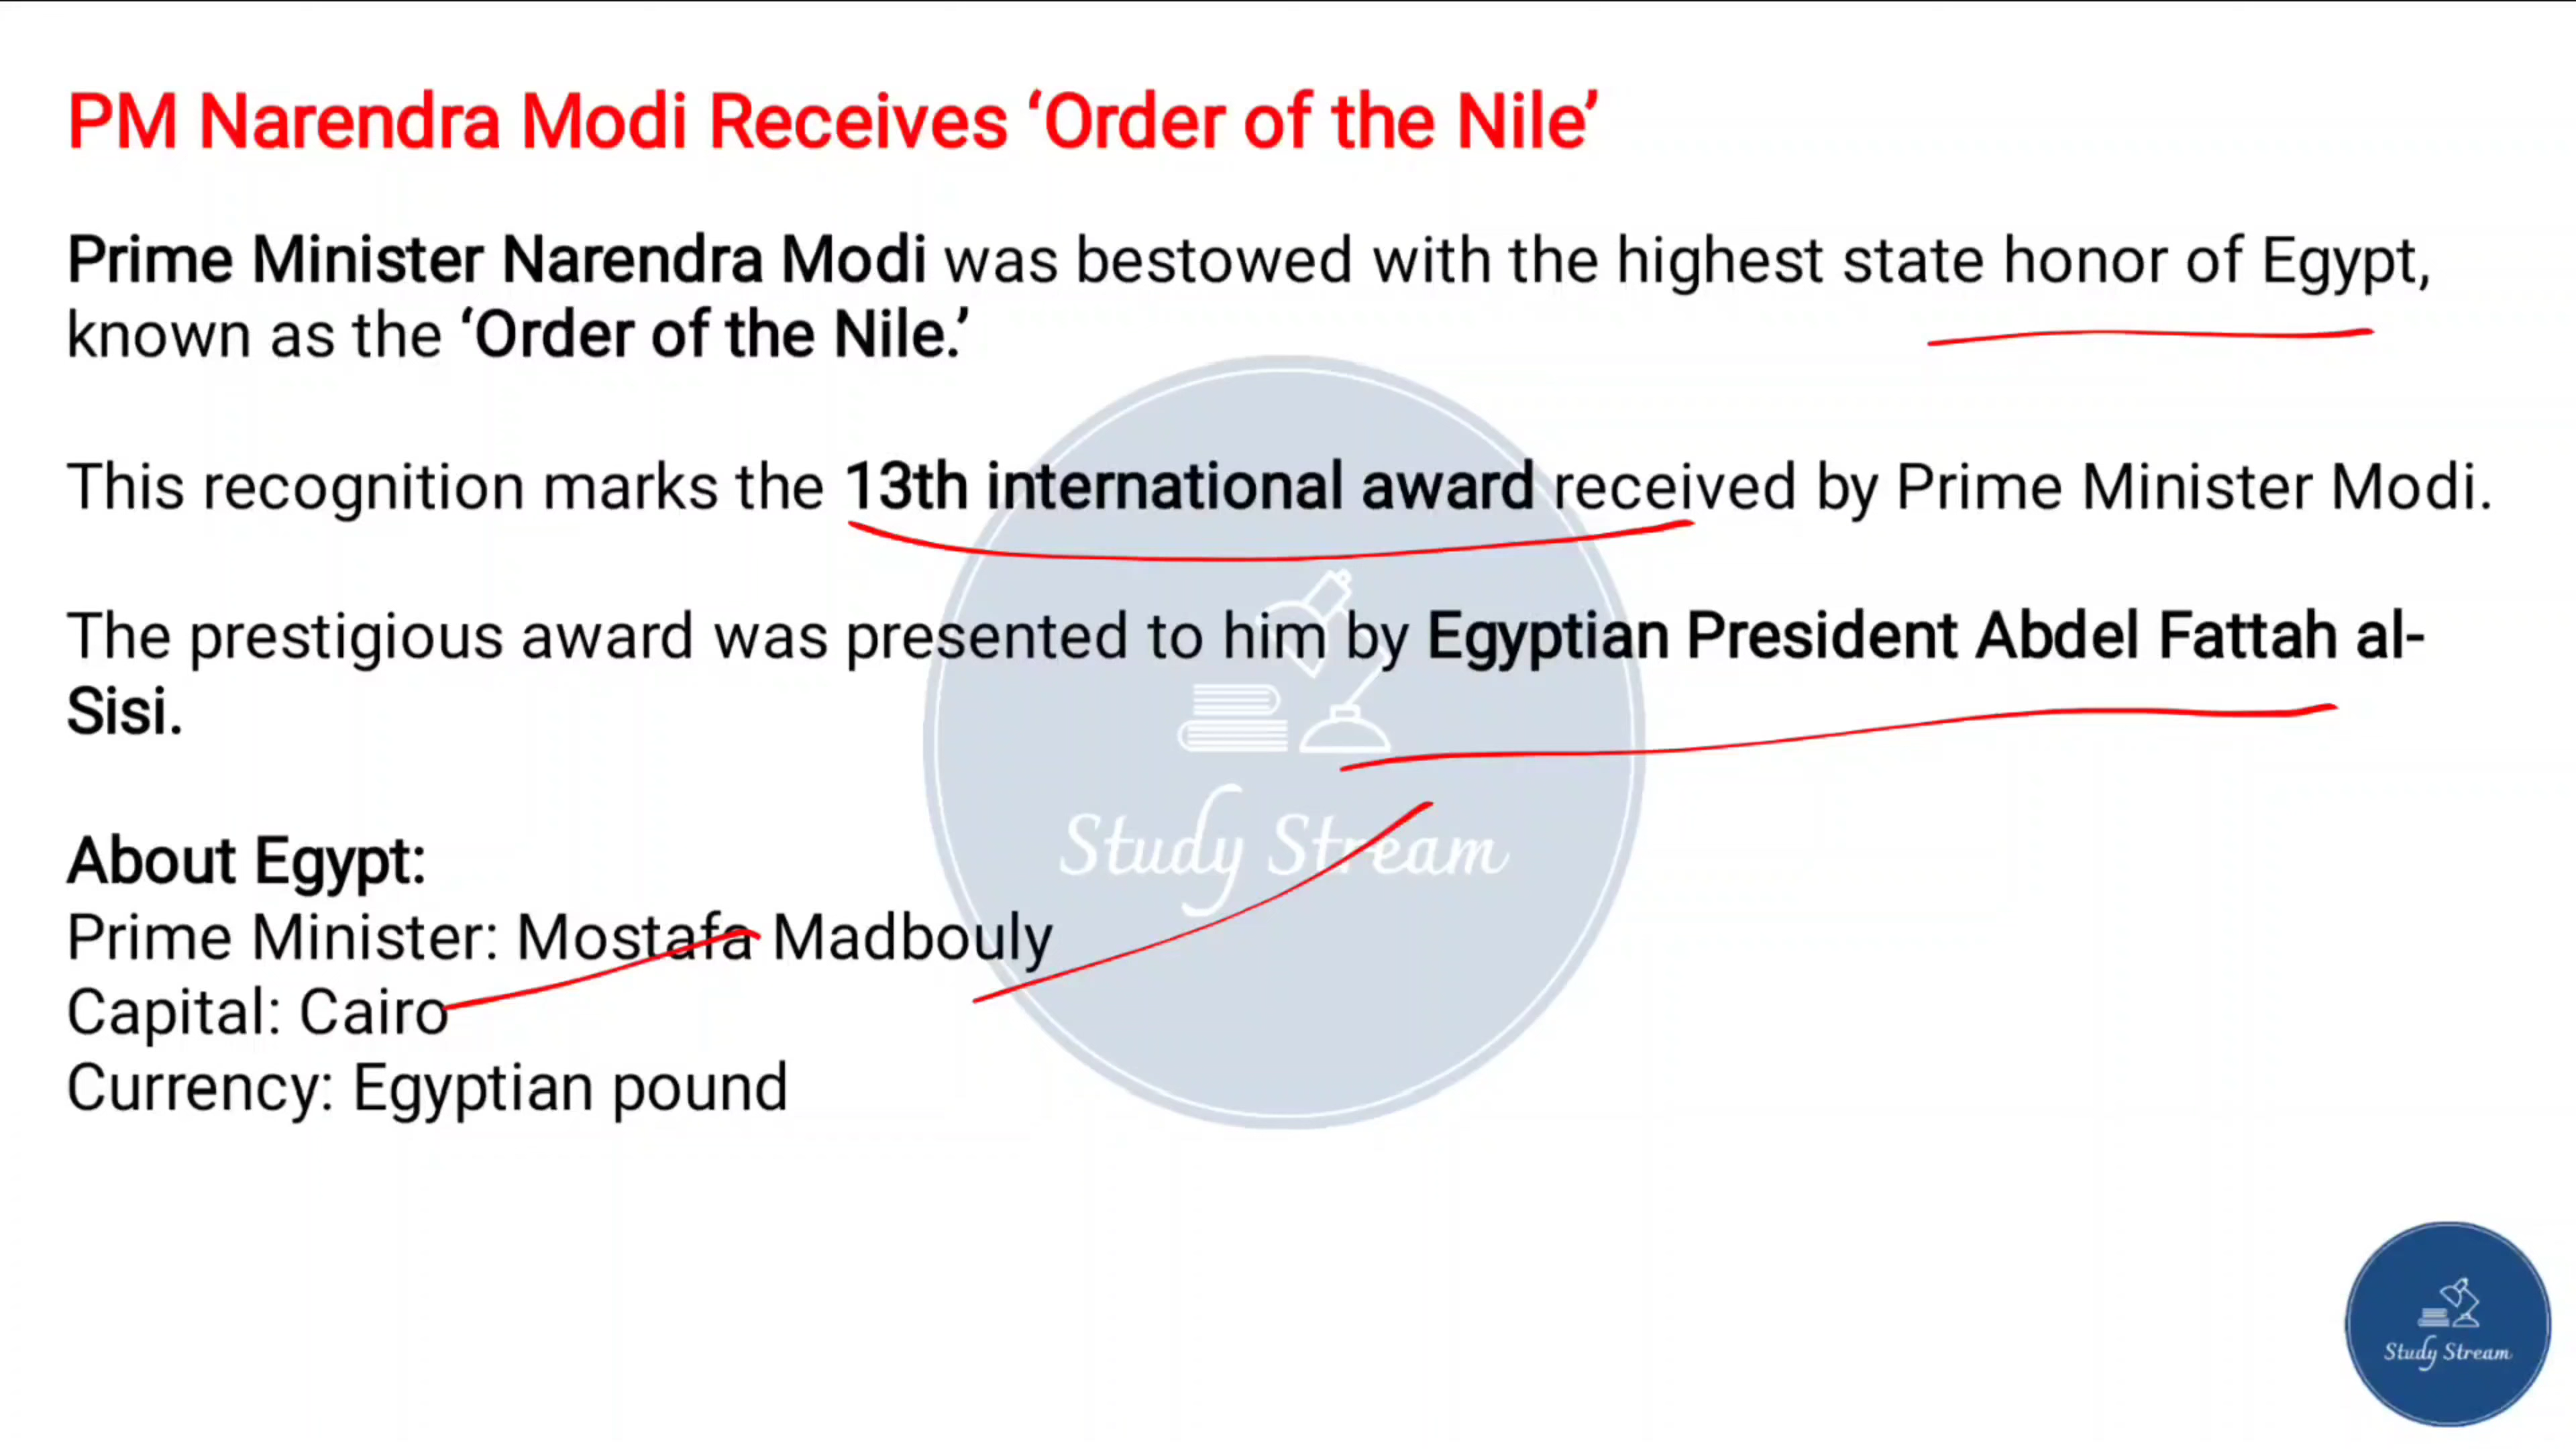 PM Narendra Modi Receives ‘Order of the Nile’
Prime Minister Narendra Modi was bestowed with the highest state honor of Egypt,
known as the ‘Order of the Nile.’
This recognition marks the 13th international award received by Prime Minister Modi.
The prestigious award was presented to him by Egyptian President Abdel Fattah al-
Sisi.
Study Stream
About Egypt:
Prime Minister: Mostafa Madbouly
Capital: Cairo
Currency: Egyptian pound
Study Stream